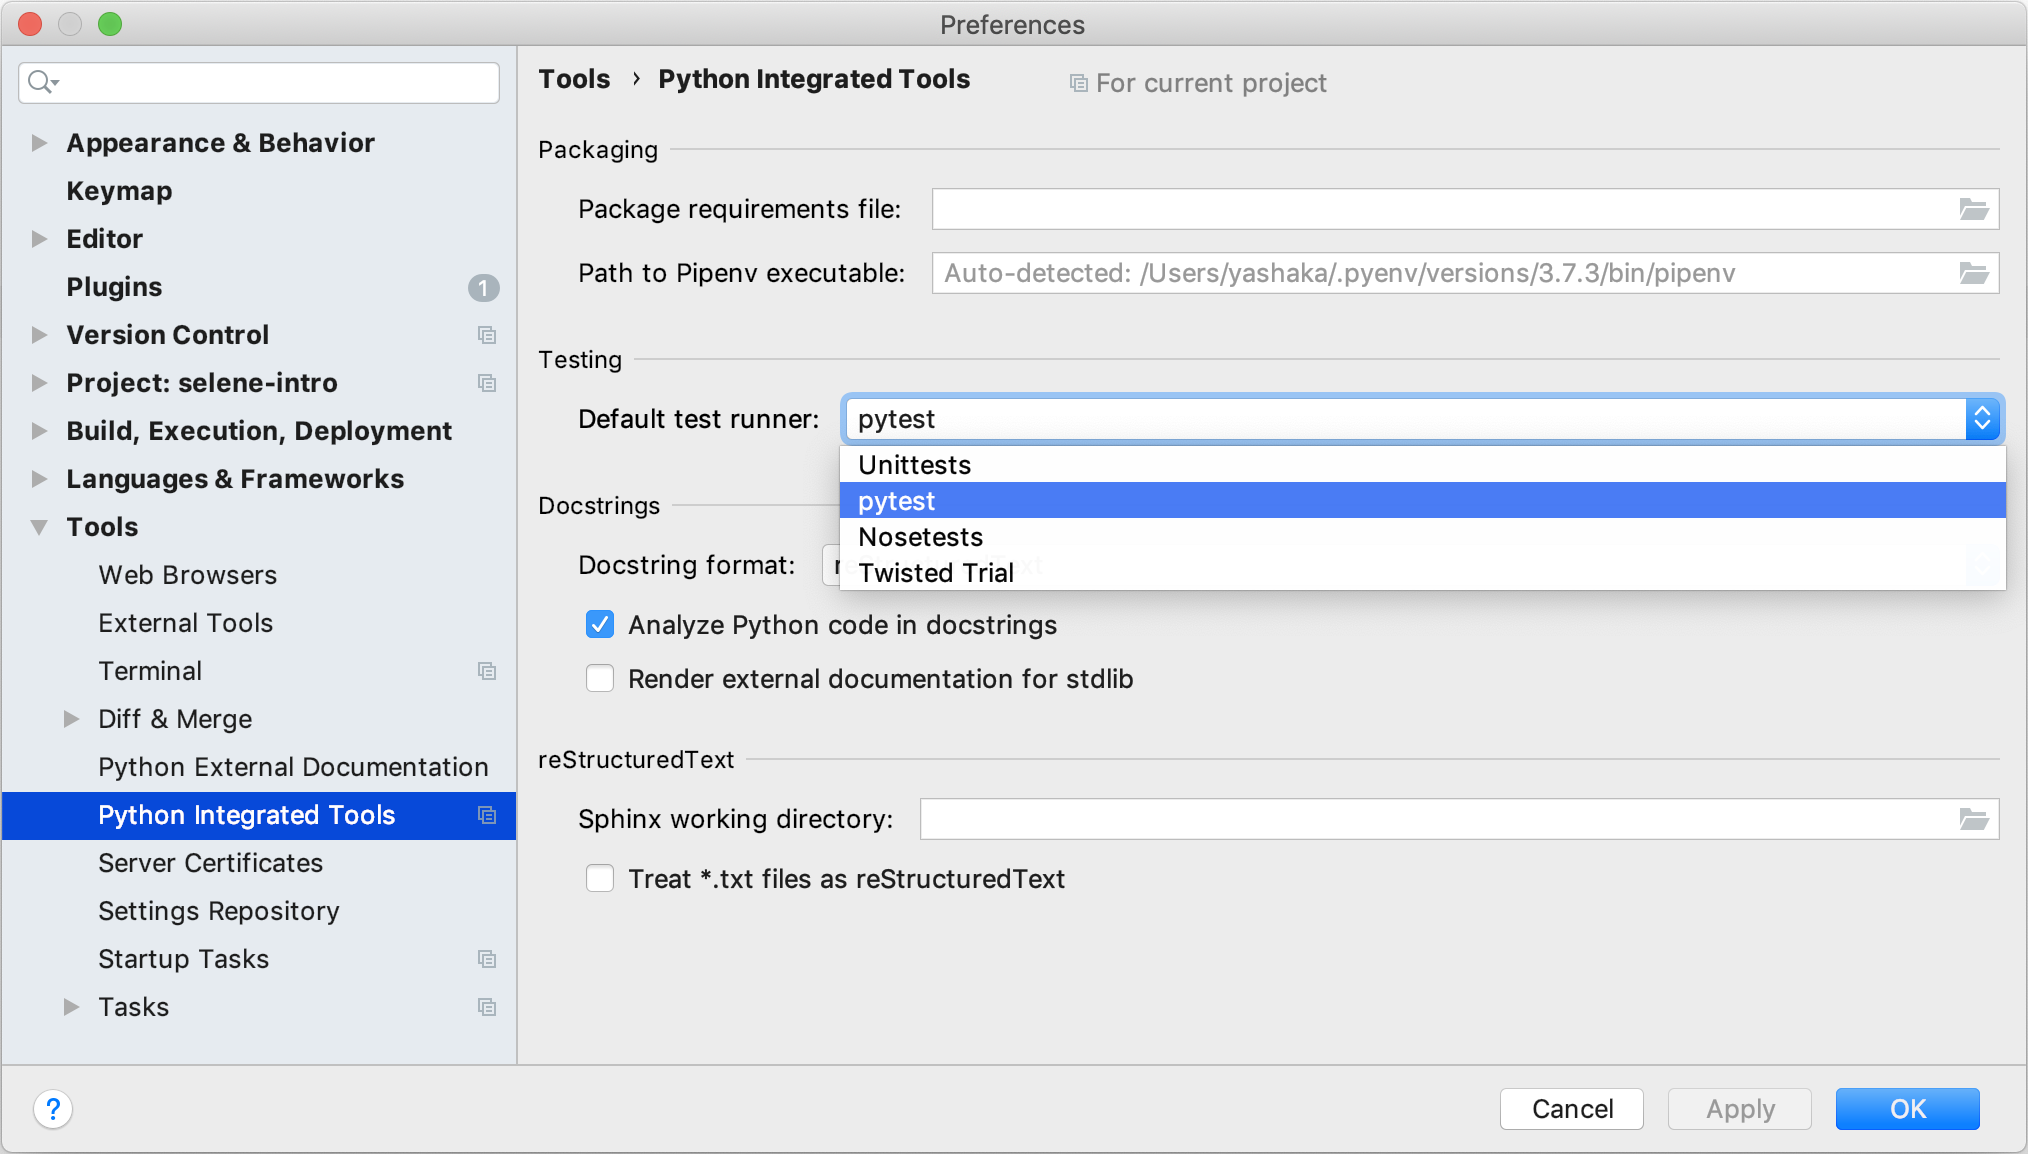 Preferences
Tools › Python Integrated Tools
For current project
Appearance & Behavior
Keymap
Editor
Plugins
1
Version Control
Project: selene-intro
Build, Execution, Deployment
Languages & Frameworks
Tools
Web Browsers
External Tools
Terminal
Diff & Merge
Python External Documentation
Python Integrated Tools
Server Certificates
Settings Repository
Startup Tasks
Tasks
Packaging
Package requirements file:
Path to Pipenv executable: Auto-detected: /Users/yashaka/.pyenv/versions/3.7.3/bin/pipenv
Testing
Default test runner: pytest
Unittests
pytest
Nosetests
Twisted Trial
Docstrings
Docstring format:
Analyze Python code in docstrings
Render external documentation for stdlib
reStructuredText
Sphinx working directory:
Treat *.txt files as reStructuredText
?
Cancel
Apply
OK